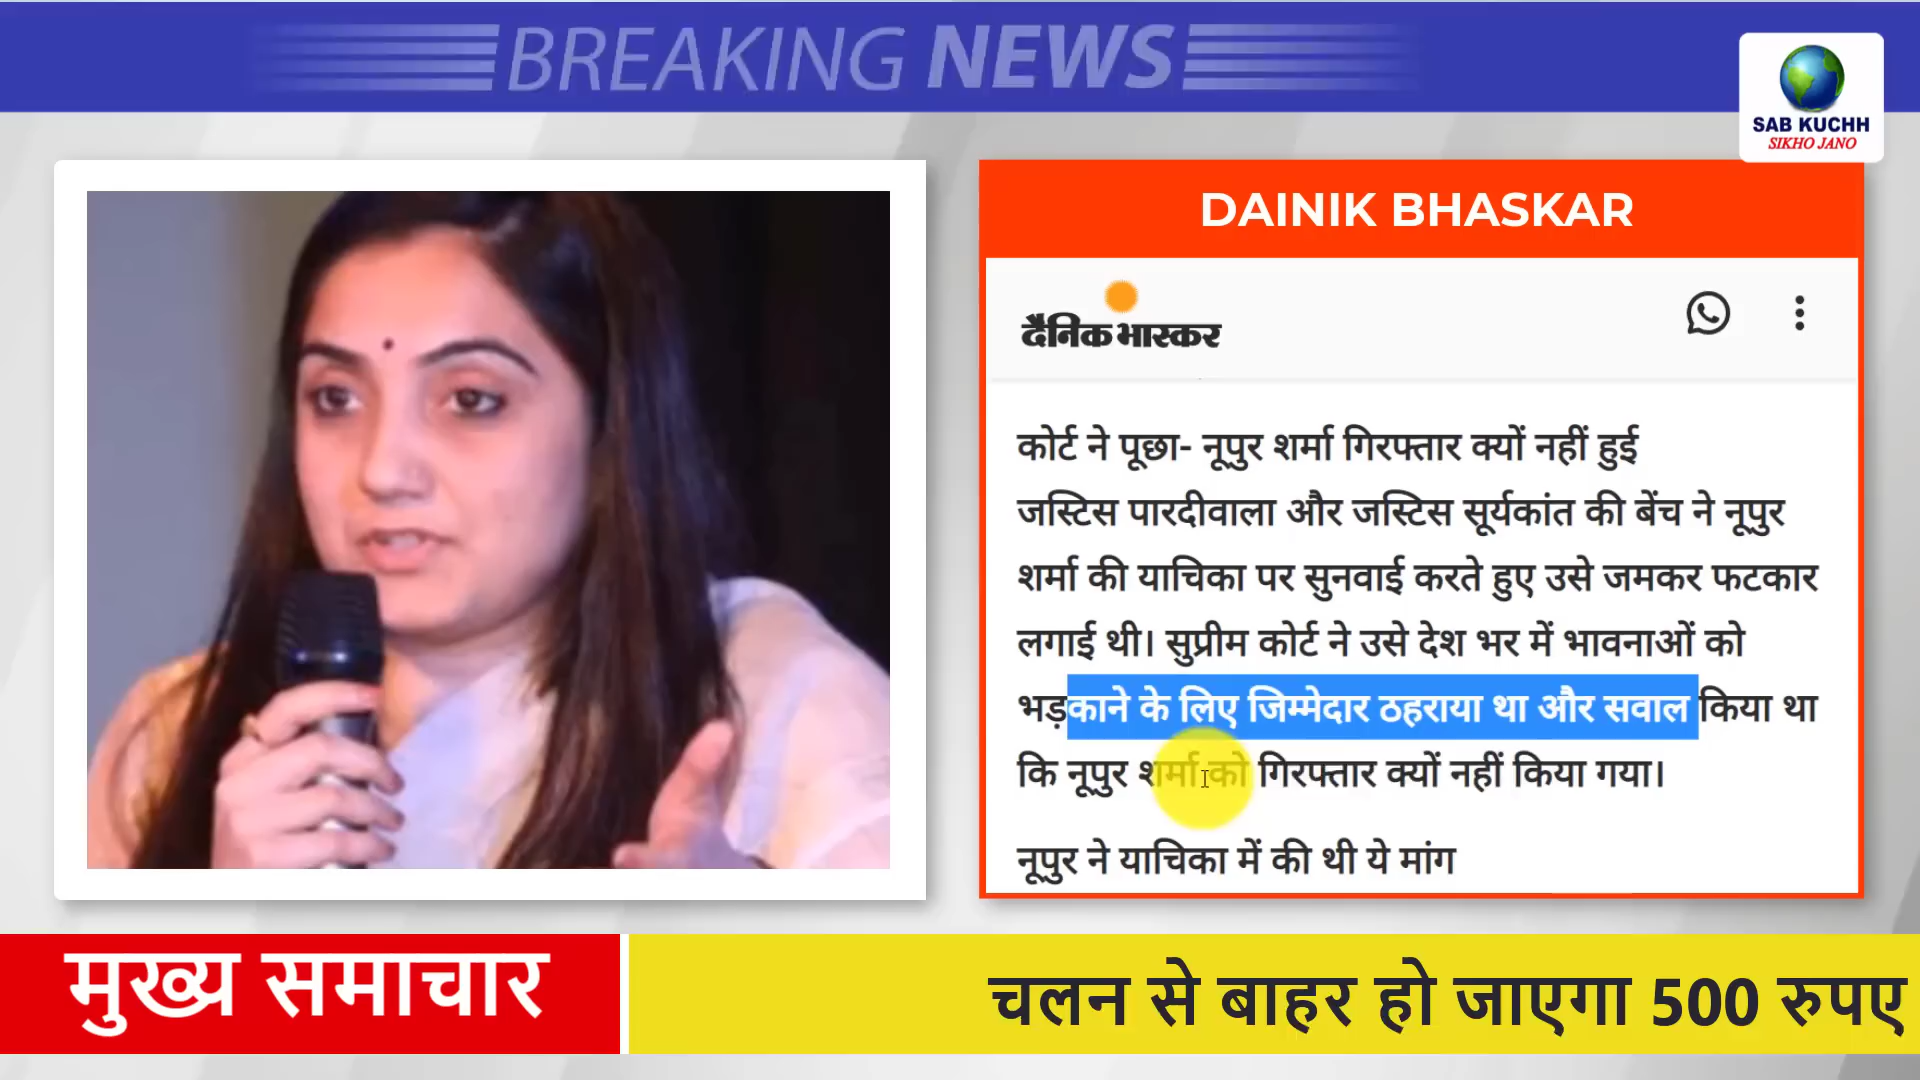 BREAKING NEWS
SAB KUCHH
SIKHO JANO
DAINIK BHASKAR
दैनिक भास्कर
कोर्ट ने पूछा- नूपुर शर्मा गिरफ्तार क्यों नहीं हुई
जस्टिस पारदीवाला और जस्टिस सूर्यकांत की बेंच ने नूपुर
शर्मा की याचिका पर सुनवाई करते हुए उसे जमकर फटकार
लगाई थी। सुप्रीम कोर्ट ने उसे देश भर में भावनाओं को
भड़काने के लिए जिम्मेदार ठहराया था और सवाल किया था
कि नूपुर शर्मा को गिरफ्तार क्यों नहीं किया गया।
नूपुर ने याचिका में की थी ये मांग
मुख्य समाचार
चलन से बाहर हो जाएगा 500 रुपए